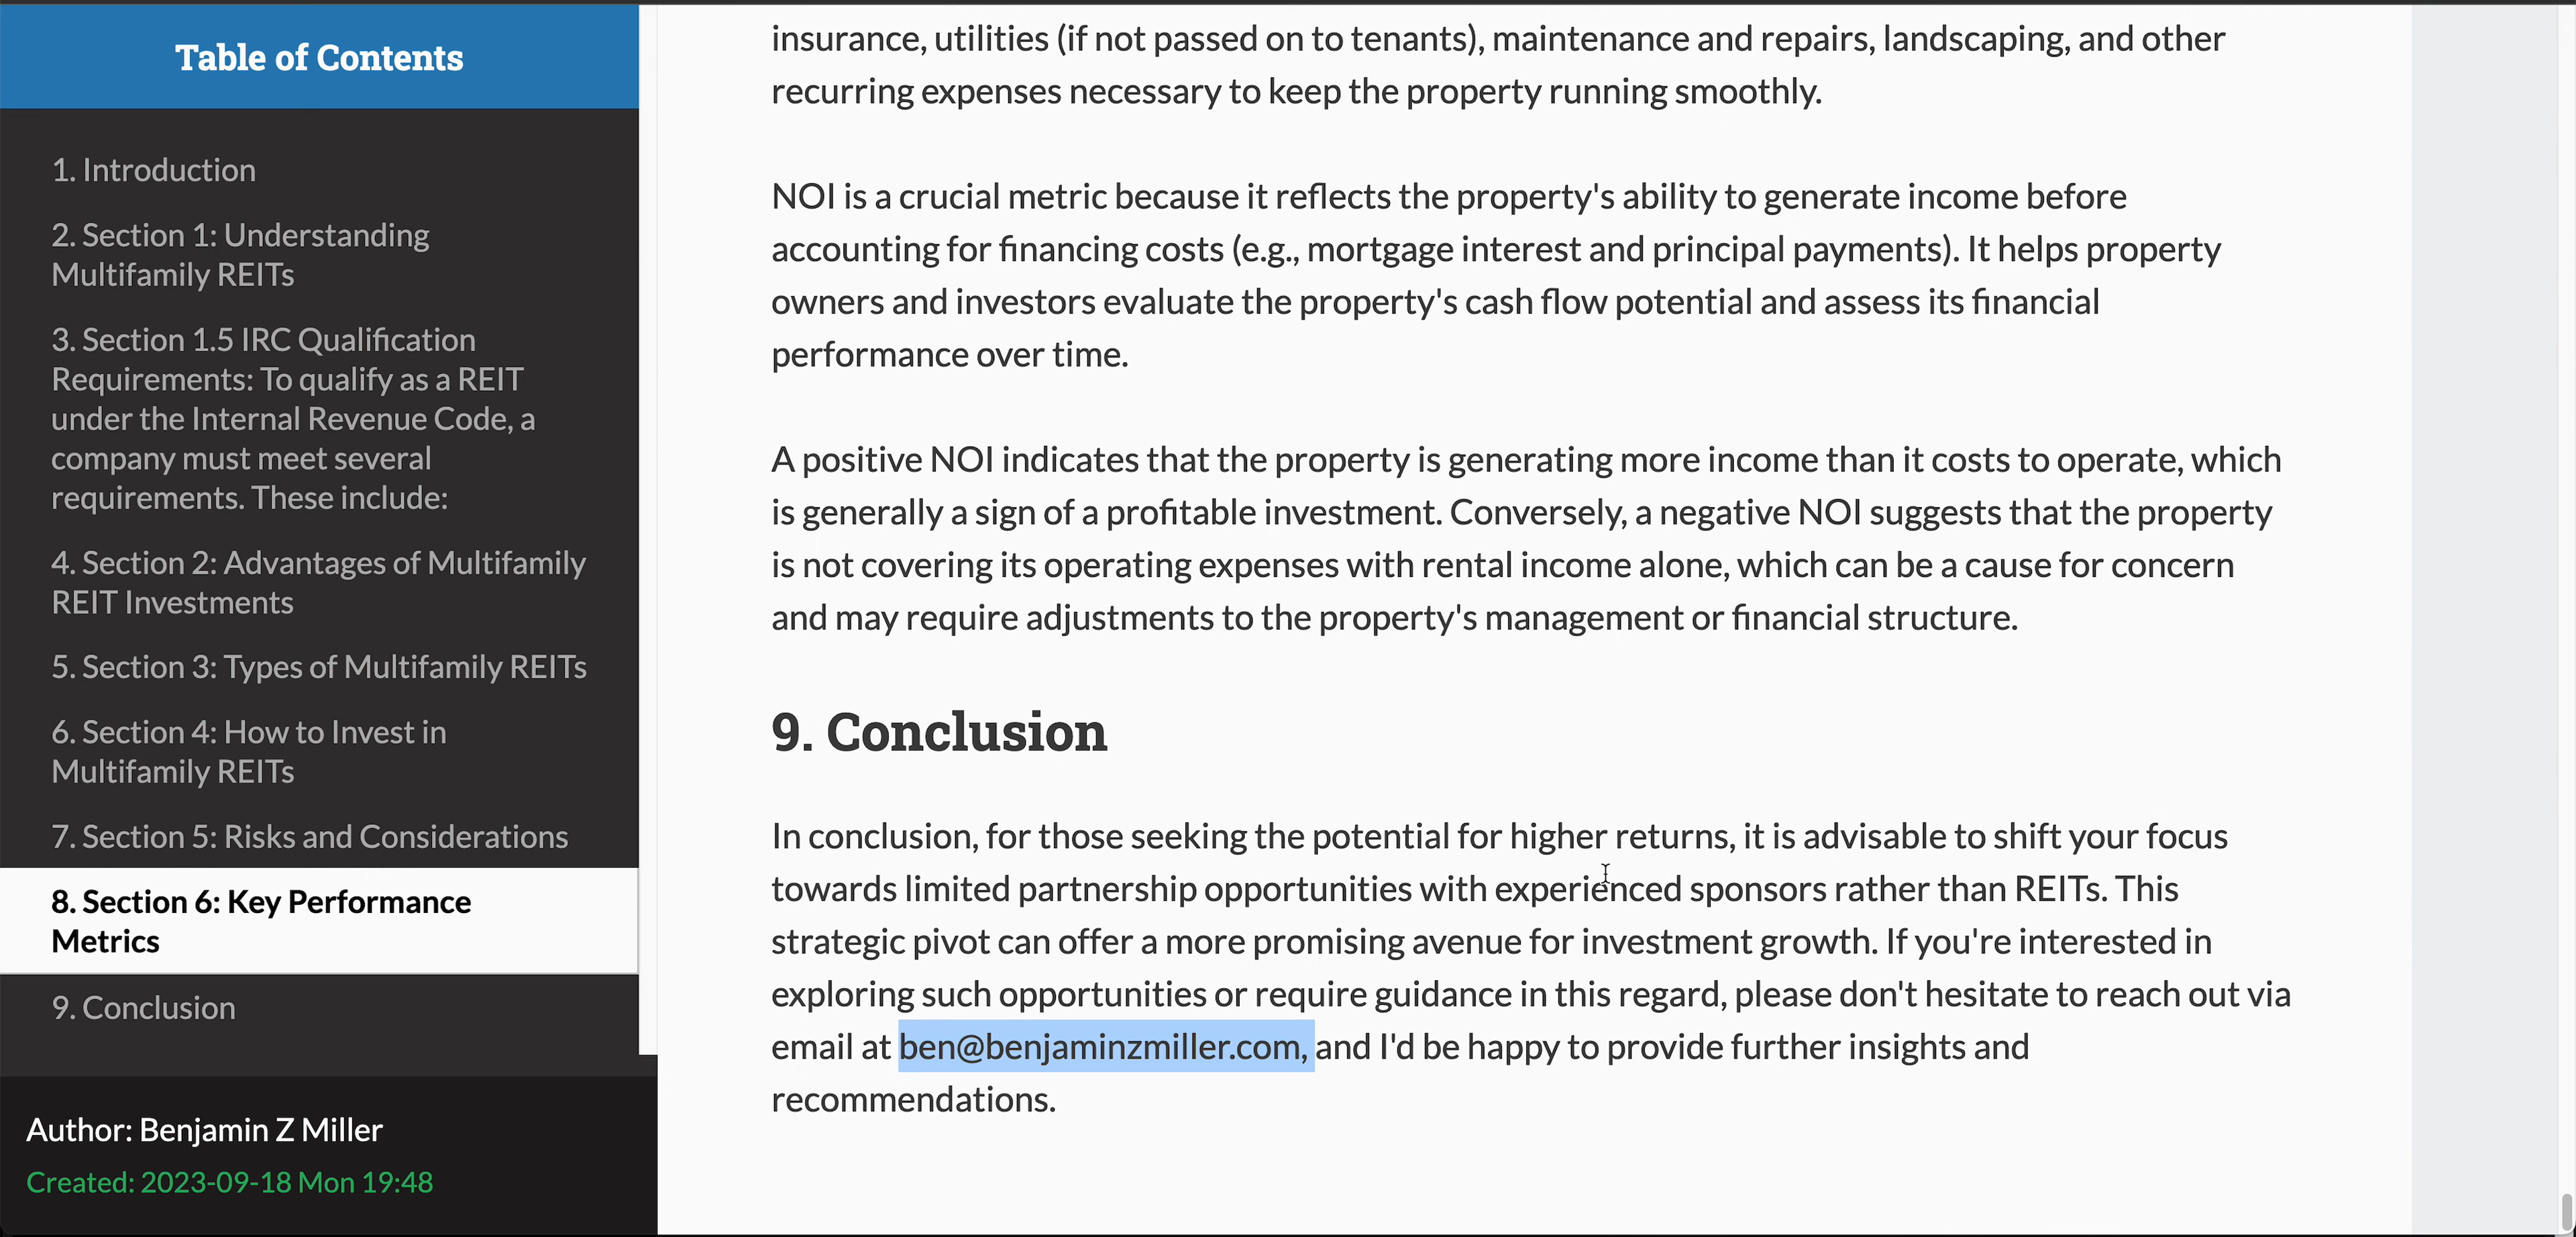 Table of Contents
1. Introduction
2. Section 1: Understanding
Multifamily REITs
3. Section 1.5 IRC Qualification
Requirements: To qualify as a REIT
under the Internal Revenue Code, a
company must meet several
requirements. These include:
4. Section 2: Advantages of Multifamily
REIT Investments
5. Section 3: Types of Multifamily REITs
6. Section 4: How to Invest in
Multifamily REITs
7. Section 5: Risks and Considerations
8. Section 6: Key Performance
Metrics
9. Conclusion
Author: Benjamin Z Miller
Created: 2023-09-18 Mon 19:48
insurance, utilities (if not passed on to tenants), maintenance and repairs, landscaping, and other
recurring expenses necessary to keep the property running smoothly.
NOI is a crucial metric because it reflects the property's ability to generate income before
accounting for financing costs (e.g., mortgage interest and principal payments). It helps property
owners and investors evaluate the property's cash flow potential and assess its financial
performance over time.
A positive NOI indicates that the property is generating more income than it costs to operate, which
is generally a sign of a profitable investment. Conversely, a negative NOI suggests that the property
is not covering its operating expenses with rental income alone, which can be a cause for concern
and may require adjustments to the property's management or financial structure.
9. Conclusion
In conclusion, for those seeking the potential for higher returns, it is advisable to shift your focus
towards limited partnership opportunities with experienced sponsors rather than REITs. This
strategic pivot can offer a more promising avenue for investment growth. If you're interested in
exploring such opportunities or require guidance in this regard, please don't hesitate to reach out via
email at ben@benjaminzmiller.com, and I'd be happy to provide further insights and
recommendations.